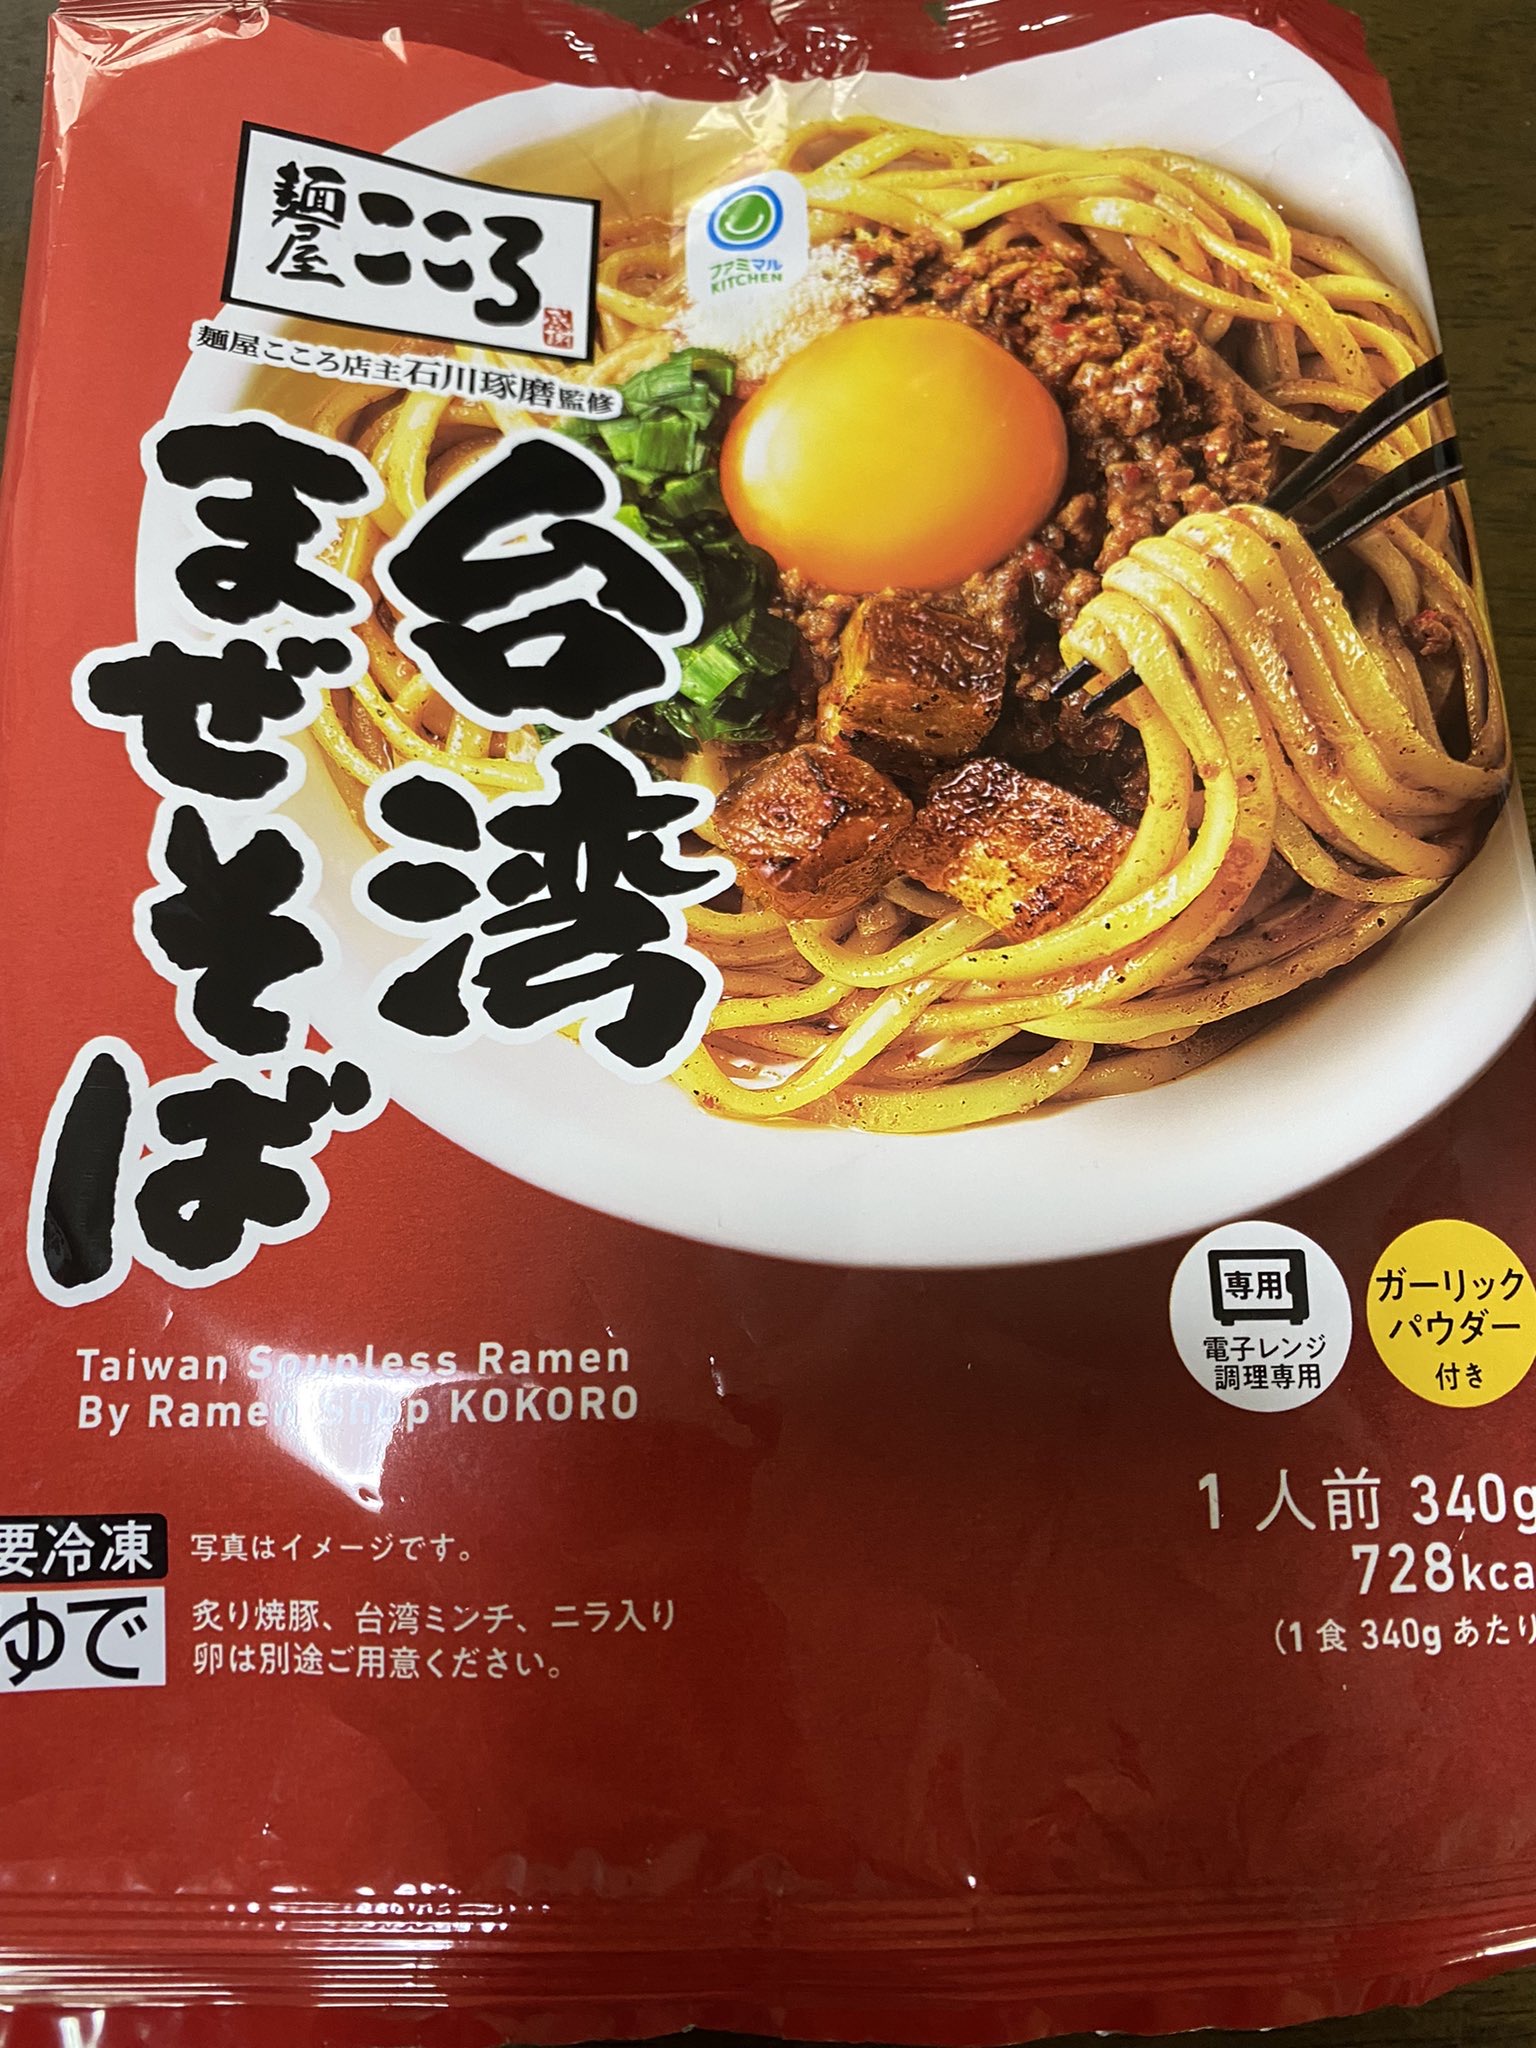 麺屋こころ
ファミマル
KITCHEN
麺屋こころ店主石川琢磨監修
台湾
まぜそば
Taiwan Soupless Ramen
By Ramen Shop KOKORO
専用
電子レンジ
調理専用
ガーリック
パウダー
付き
1人前 340g
728kca
(1食340gあたり
要冷凍
写真はイメージです。
ゆで
炙り焼豚、台湾ミンチ、ニラ入り
卵は別途ご用意ください。